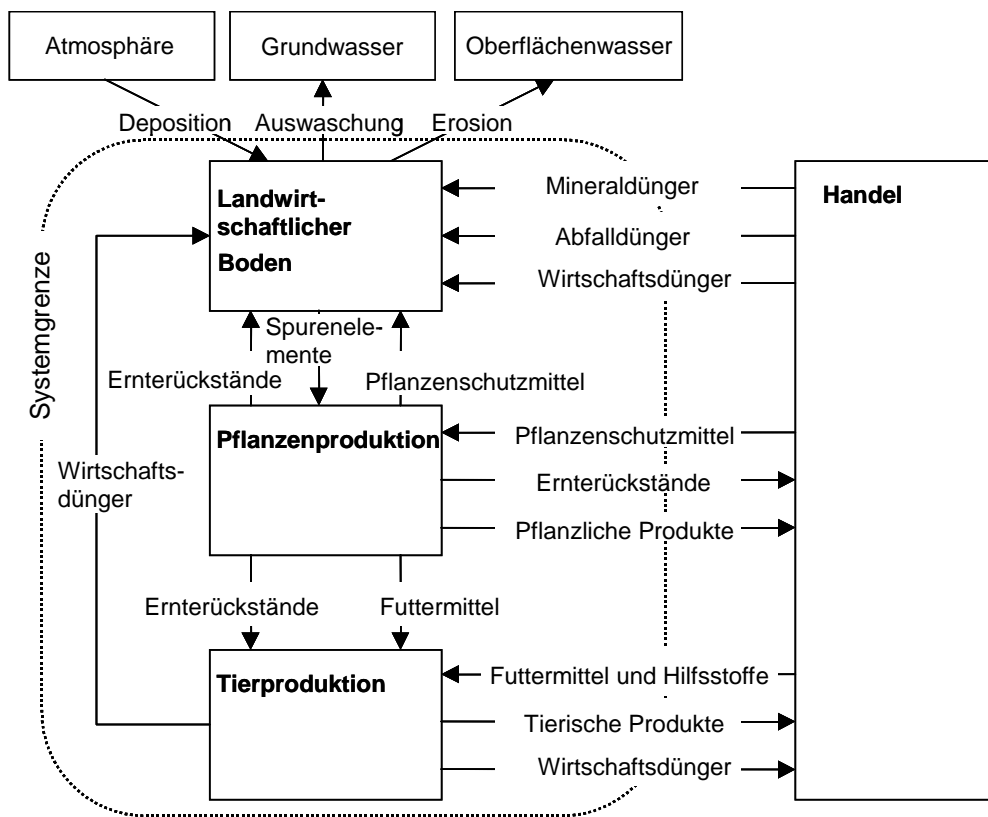 Atmosphäre
Grundwasser
Oberflächenwasser
Deposition
Auswaschung
Erosion
Systemgrenze
Landwirt-
schaftlicher
Boden
Mineraldünger
Abfalldünger
Wirtschaftsdünger
Handel
Spurenele-
mente
Ernterückstände
Pflanzenschutzmittel
Pflanzenproduktion
Pflanzenschutzmittel
Ernterückstände
Pflanzliche Produkte
Wirtschafts-
dünger
Ernterückstände
Futtermittel
Tierproduktion
Futtermittel und Hilfsstoffe
Tierische Produkte
Wirtschaftsdünger